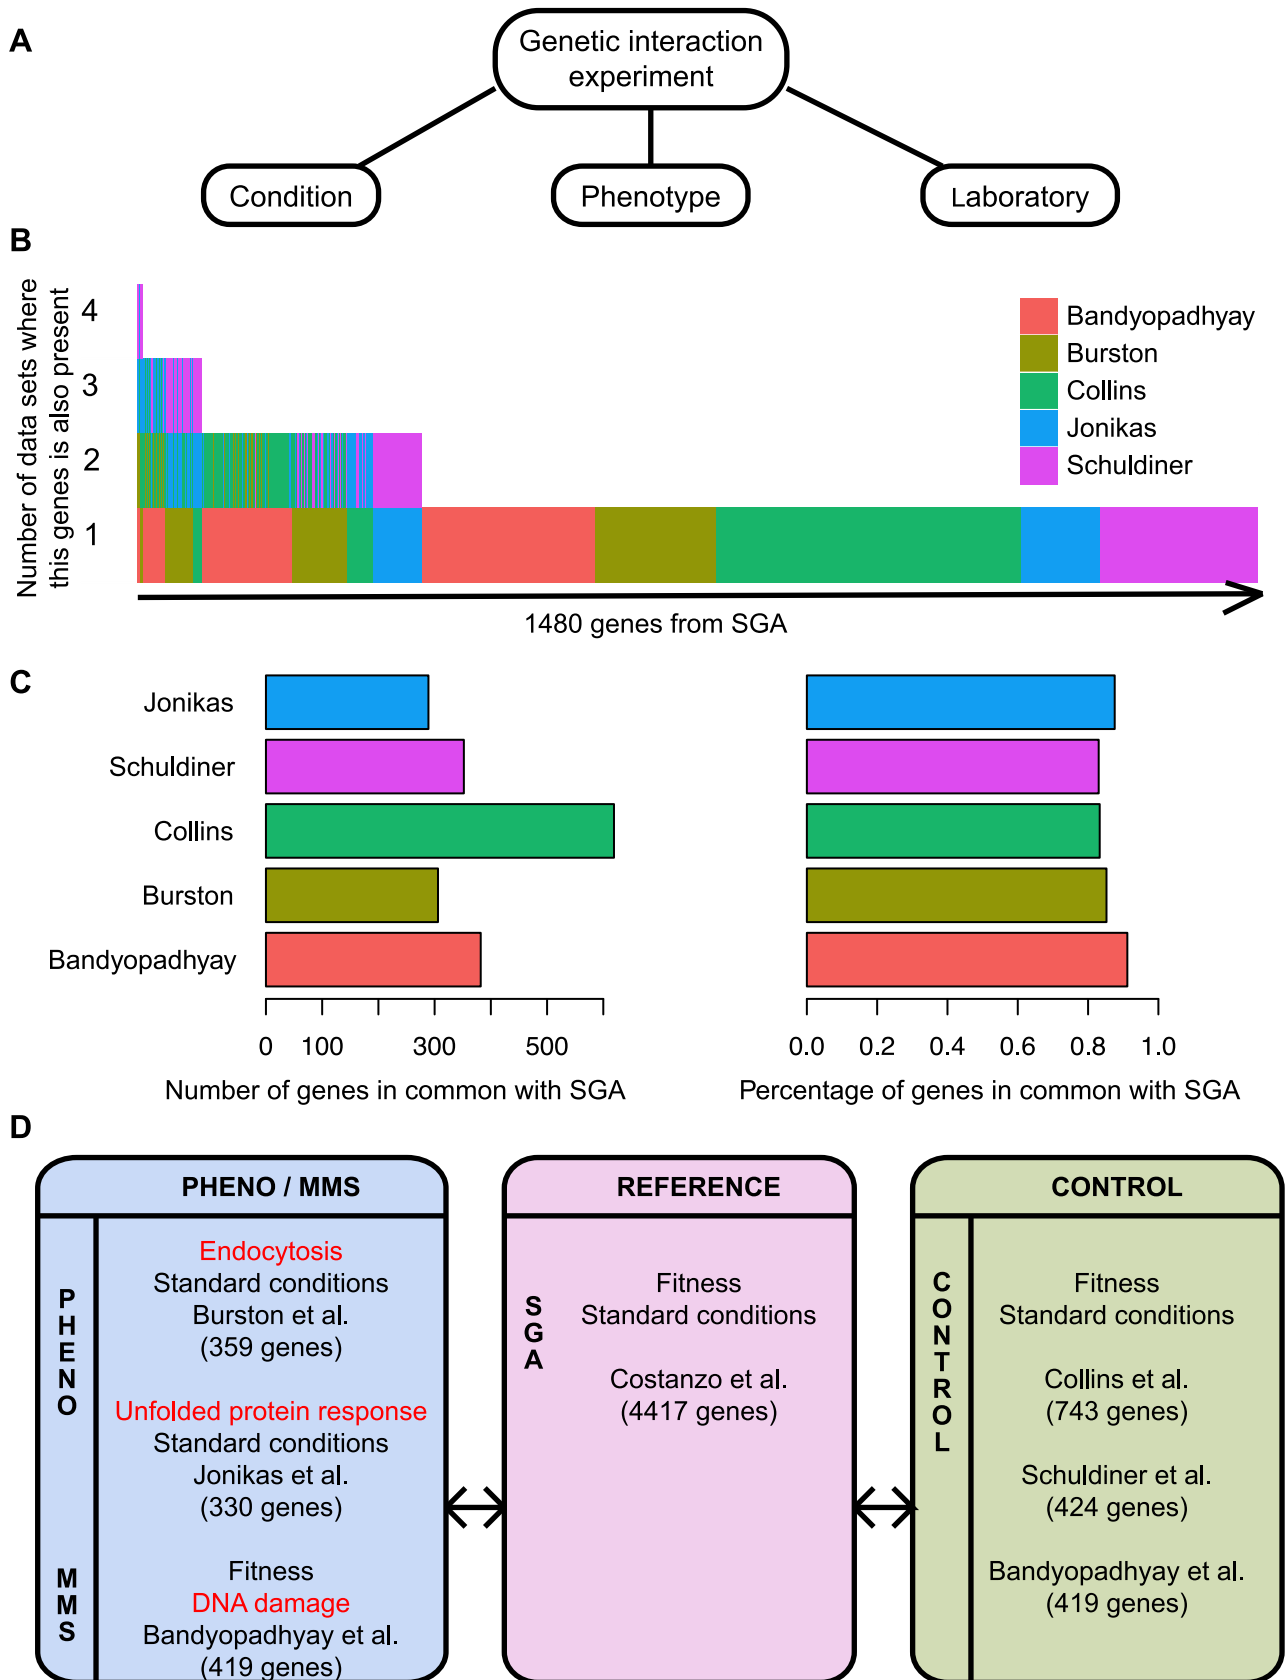 A
Genetic interaction
experiment
Condition
Phenotype
Laboratory
B
Number of data sets where
this genes is also present
4
3
2
1
Bandyopadhyay
Burston
Collins
Jonikas
Schuldiner
1480 genes from SGA
C
Jonikas
Schuldiner
Collins
Burston
Bandyopadhyay
0 100 300 500
Number of genes in common with SGA
0.0 0.2 0.4 0.6 0.8 1.0
Percentage of genes in common with SGA
D
PHENO / MMS
PHENO
Endocytosis
Standard conditions
Burston et al.
(359 genes)
Unfolded protein response
Standard conditions
Jonikas et al.
(330 genes)
MMS
Fitness
DNA damage
Bandyopadhyay et al.
(419 genes)
REFERENCE
SGA
Fitness
Standard conditions
Costanzo et al.
(4417 genes)
CONTROL
CONTROL
Fitness
Standard conditions
Collins et al.
(743 genes)
Schuldiner et al.
(424 genes)
Bandyopadhyay et al.
(419 genes)